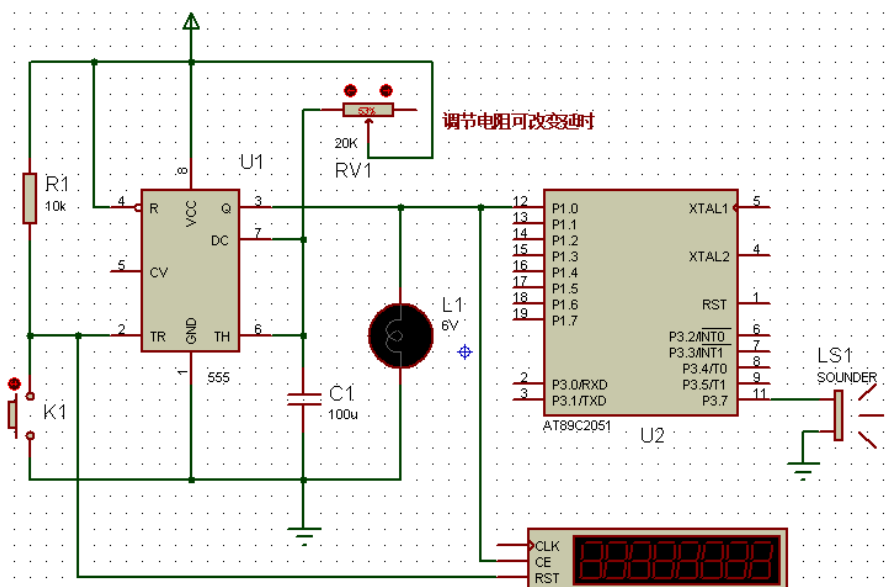 53%
20K
RV1
调节电阻可改变延时
U1
R1
10k
8
VCC
4
R
Q
3
DC
7
5
CV
2
TR
GND
TH
6
1
555
K1
C1
100u
L1
6V
12
P1.0
XTAL1
5
13
P1.1
14
P1.2
15
P1.3
XTAL2
4
16
P1.4
17
P1.5
18
P1.6
RST
1
19
P1.7
P3.2/INT0
6
P3.3/INT1
7
P3.4/T0
8
2
P3.0/RXD
P3.5/T1
9
3
P3.1/TXD
P3.7
11
AT89C2051
U2
LS1
SOUNDER
CLK
CE
RST